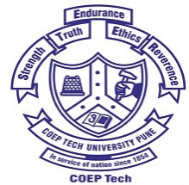 Endurance
Truth
Ethics
Strength
Reverence
COEP TECH UNIVERSITY PUNE
In service of nation since 1854
COEP Tech